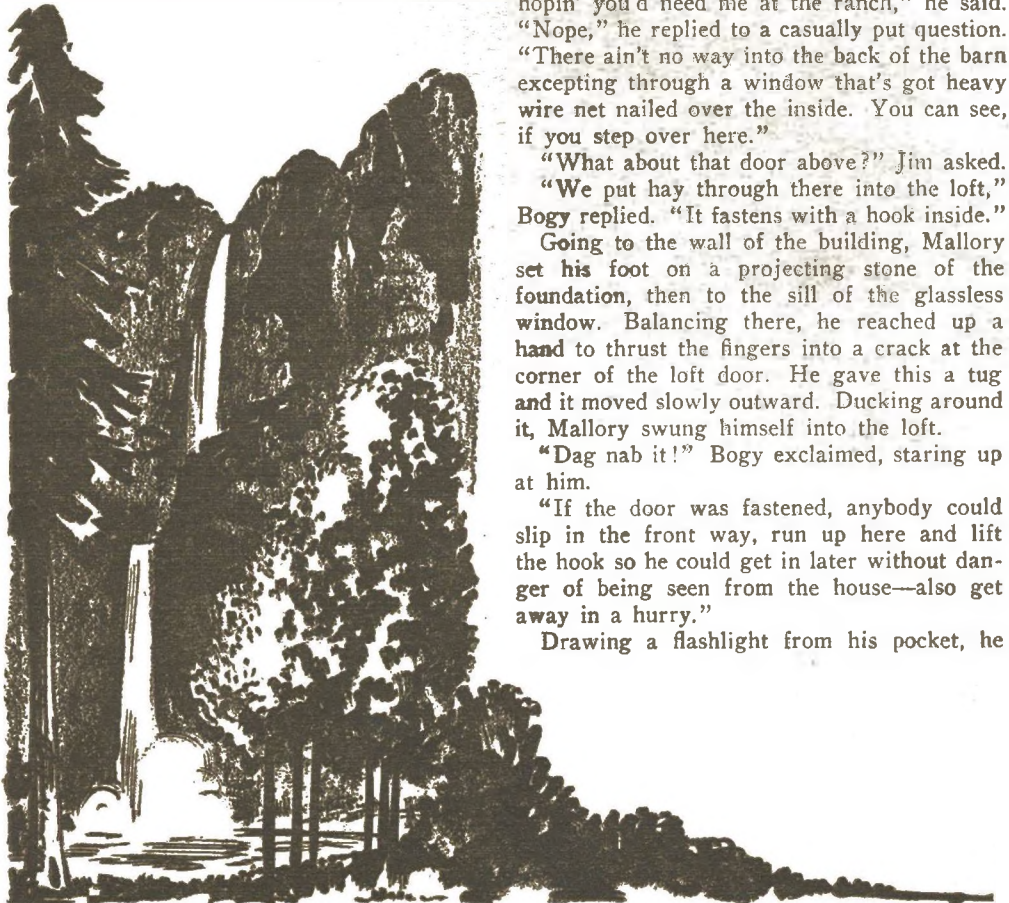 hopin' you'd need me at the ranch," he said.
"Nope," he replied to a casually put question.
"There ain't no way into the back of the barn
excepting through a window that's got heavy
wire net nailed over the inside. You can see,
if you step over here."
"What about that door above?" Jim asked.
"We put hay through there into the loft,"
Bogy replied. "It fastens with a hook inside."
Going to the wall of the building, Mallory
set his foot on a projecting stone of the
foundation, then to the sill of the glassless
window. Balancing there, he reached up a
hand to thrust the fingers into a crack at the
corner of the loft door. He gave this a tug
and it moved slowly outward. Ducking around
it, Mallory swung himself into the loft.
"Dag nab it!" Bogy exclaimed, staring up
at him.
"If the door was fastened, anybody could
slip in the front way, run up here and lift
the hook so he could get in later without dan-
ger of being seen from the house—also get
away in a hurry."
Drawing a flashlight from his pocket, he